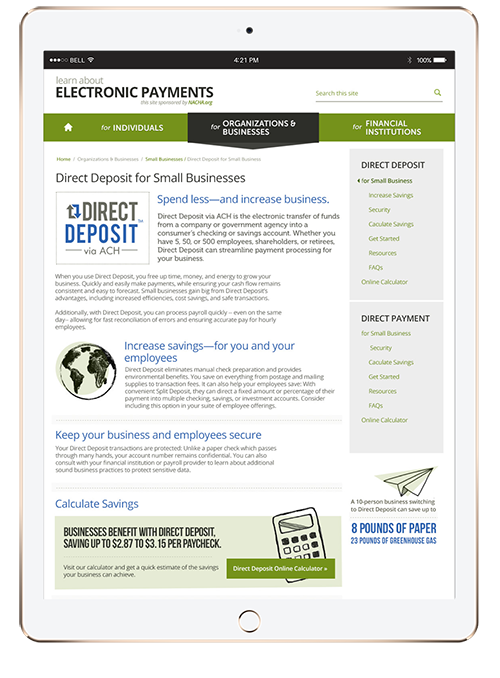 BELL
4:21 PM
100%
learn about
ELECTRONIC PAYMENTS
this site sponsored by NACHA.org
Search this site
for INDIVIDUALS
for ORGANIZATIONS &
BUSINESSES
for FINANCIAL
INSTITUTIONS
Home / Organizations & Businesses / Small Businesses / Direct Deposit for Small Business
Direct Deposit for Small Businesses
DIRECT
DEPOSIT
via ACH
Spend less—and increase business.
Direct Deposit via ACH is the electronic transfer of funds
from a company or government agency into a
consumer's checking or savings account. Whether you
have 5, 50, or 500 employees, shareholders, or retirees,
Direct Deposit can streamline payment processing for
your business.
When you use Direct Deposit, you free up time, money, and energy to grow your
business. Quickly and easily make payments, while ensuring your cash flow remains
consistent and easy to forecast. Small businesses gain big from Direct Deposit's
advantages, including increased efficiencies, cost savings, and safe transactions.
Additionally, with Direct Deposit, you can process payroll quickly – even on the same
day– allowing for fast reconciliation of errors and ensuring accurate pay for hourly
employees.
Increase savings—for you and your
employees
Direct Deposit eliminates manual check preparation and provides
environmental benefits. You save on everything from postage and mailing
supplies to transaction fees. It can also help your employees save: With
convenient Split Deposit, they can direct a fixed amount or percentage of their
payment into multiple checking, savings, or investment accounts. Consider
including this option in your suite of employee offerings.
Keep your business and employees secure
Your Direct Deposit transactions are protected: Unlike a paper check which passes
through many hands, your account number remains confidential. You can also
consult with your financial institution or payroll provider to learn about additional
sound business practices to protect sensitive data.
Calculate Savings
BUSINESSES BENEFIT WITH DIRECT DEPOSIT,
SAVING UP TO $2.87 TO $3.15 PER PAYCHECK.
Visit our calculator and get a quick estimate of the savings
your business can achieve.
Direct Deposit Online Calculator »
DIRECT DEPOSIT
for Small Business
Increase Savings
Security
Caculate Savings
Get Started
Resources
FAQs
Online Calculator
DIRECT PAYMENT
for Small Business
Security
Caculate Savings
Get Started
Resources
FAQs
Online Calculator
A 10-person business switching
to Direct Deposit can save up to
8 POUNDS OF PAPER
23 POUNDS OF GREENHOUSE GAS